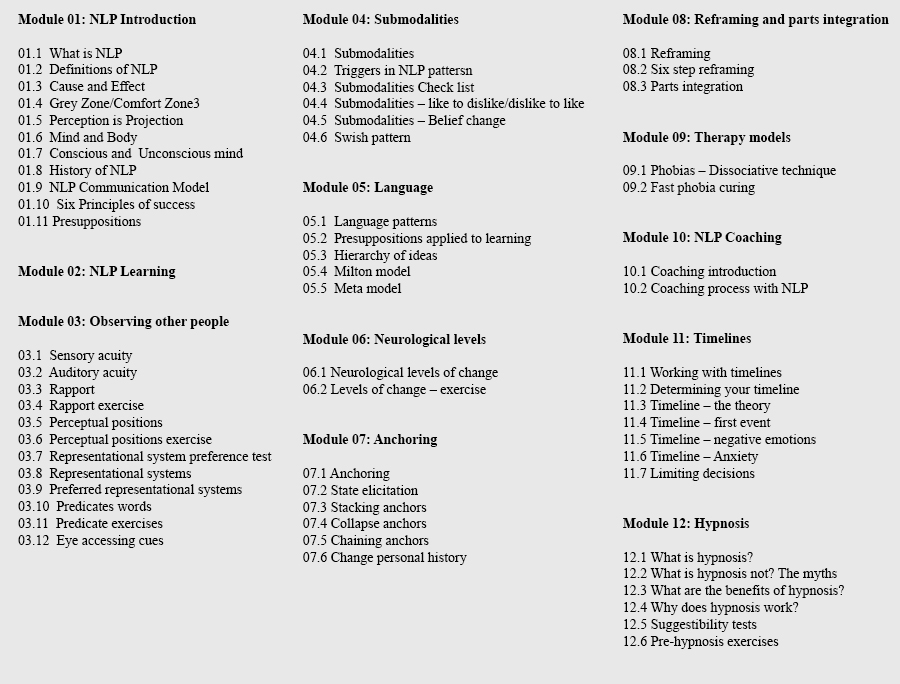 Module 01: NLP Introduction
01.1 What is NLP
01.2 Definitions of NLP
01.3 Cause and Effect
01.4 Grey Zone/Comfort Zone3
01.5 Perception is Projection
01.6 Mind and Body
01.7 Conscious and Unconscious mind
01.8 History of NLP
01.9 NLP Communication Model
01.10 Six Principles of success
01.11 Presuppositions
Module 02: NLP Learning
Module 03: Observing other people
03.1 Sensory acuity
03.2 Auditory acuity
03.3 Rapport
03.4 Rapport exercise
03.5 Perceptual positions
03.6 Perceptual positions exercise
03.7 Representational system preference test
03.8 Representational systems
03.9 Preferred representational systems
03.10 Predicates words
03.11 Predicate exercises
03.12 Eye accessing cues
Module 04: Submodalities
04.1 Submodalities
04.2 Triggers in NLP pattersn
04.3 Submodalities Check list
04.4 Submodalities – like to dislike/dislike to like
04.5 Submodalities – Belief change
04.6 Swish pattern
Module 05: Language
05.1 Language patterns
05.2 Presuppositions applied to learning
05.3 Hierarchy of ideas
05.4 Milton model
05.5 Meta model
Module 06: Neurological levels
06.1 Neurological levels of change
06.2 Levels of change – exercise
Module 07: Anchoring
07.1 Anchoring
07.2 State elicitation
07.3 Stacking anchors
07.4 Collapse anchors
07.5 Chaining anchors
07.6 Change personal history
Module 08: Reframing and parts integration
08.1 Reframing
08.2 Six step reframing
08.3 Parts integration
Module 09: Therapy models
09.1 Phobias – Dissociative technique
09.2 Fast phobia curing
Module 10: NLP Coaching
10.1 Coaching introduction
10.2 Coaching process with NLP
Module 11: Timelines
11.1 Working with timelines
11.2 Determining your timeline
11.3 Timeline – the theory
11.4 Timeline – first event
11.5 Timeline – negative emotions
11.6 Timeline – Anxiety
11.7 Limiting decisions
Module 12: Hypnosis
12.1 What is hypnosis?
12.2 What is hypnosis not? The myths
12.3 What are the benefits of hypnosis?
12.4 Why does hypnosis work?
12.5 Suggestibility tests
12.6 Pre-hypnosis exercises